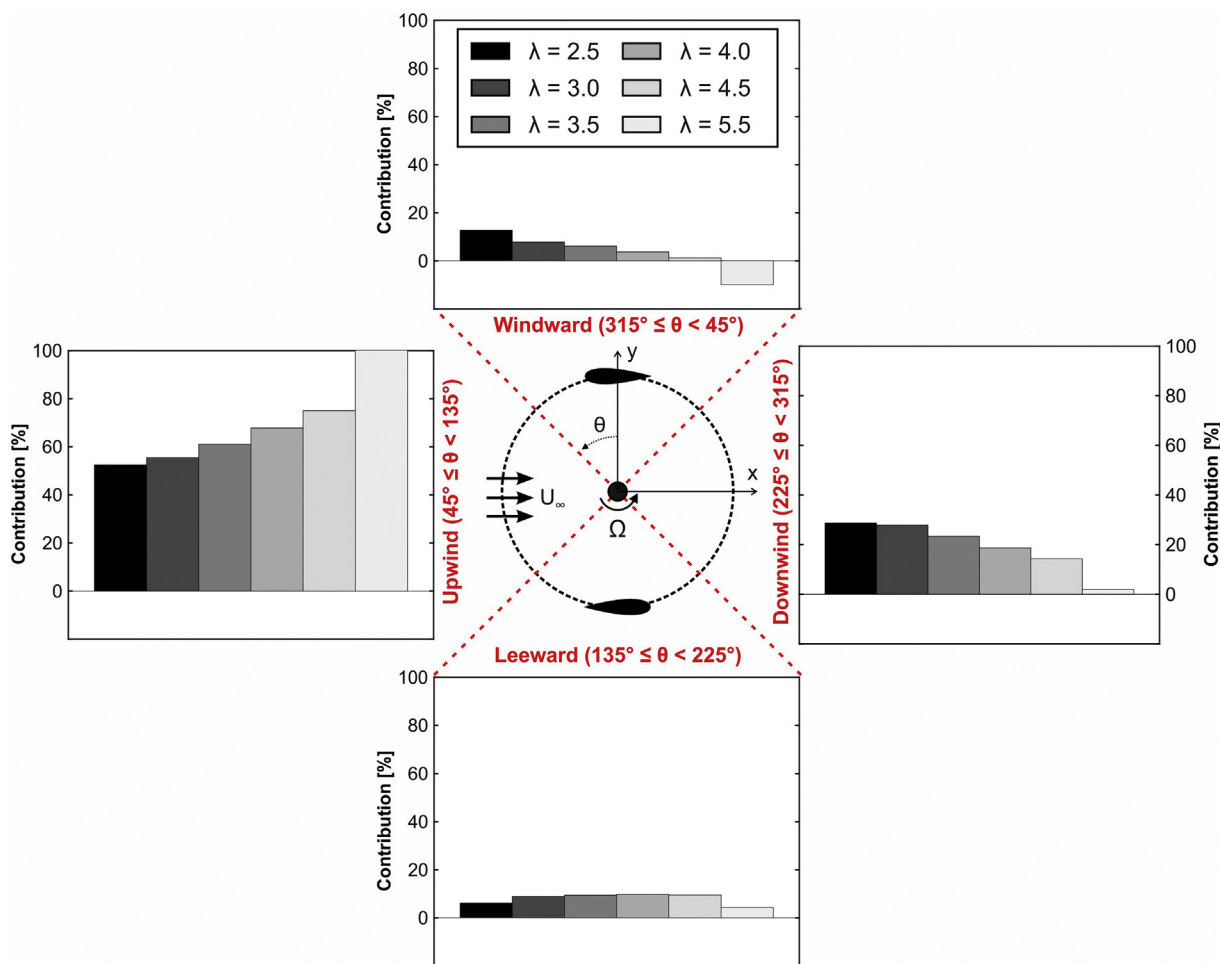 100
80
60
40
20
0
Contribution [%]
λ = 2.5
λ = 4.0
λ = 3.0
λ = 4.5
λ = 3.5
λ = 5.5
Windward (315° ≤ θ < 45°)
100
80
60
40
20
0
Contribution [%]
Upwind (45° ≤ θ < 135°)
y
θ
x
U∞
Ω
Downwind (225° ≤ θ < 315°)
100
80
60
40
20
0
Contribution [%]
Leeward (135° ≤ θ < 225°)
100
80
60
40
20
0
Contribution [%]